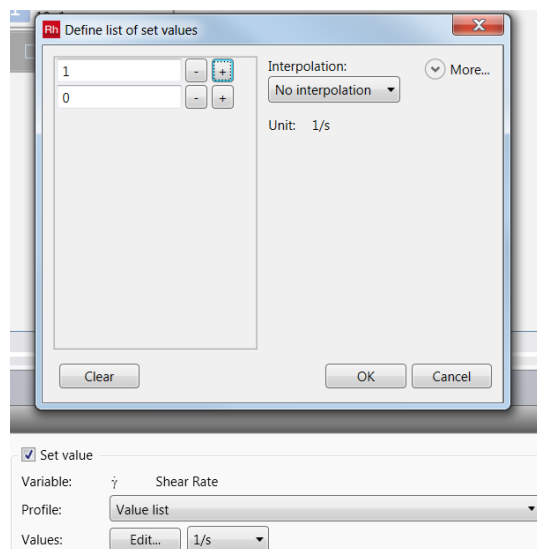 Rh Define list of set values X
1 - + Interpolation: More...
0 - + No interpolation
Unit: 1/s
Clear OK Cancel
Set value
Variable: γ̇ Shear Rate
Profile: Value list
Values: Edit... 1/s